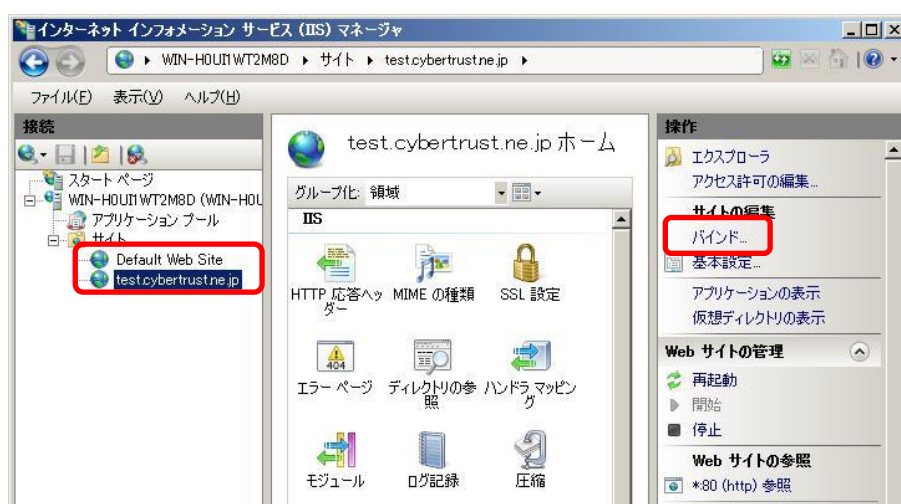 インターネット インフォメーション サービス (IIS) マネージャ
WIN-H0UI1WT2M8D ▸ サイト ▸ test.cybertrust.ne.jp ▸
ファイル(F) 表示(V) ヘルプ(H)
接続
スタート ページ
WIN-H0UI1WT2M8D (WIN-H0U
アプリケーション プール
サイト
Default Web Site
test.cybertrust.ne.jp
test.cybertrust.ne.jp ホーム
グループ化: 領域
IIS
HTTP 応答ヘッダー
MIME の種類
SSL 設定
404
エラー ページ
ディレクトリの参照
ハンドラ マッピング
モジュール
ログ記録
圧縮
操作
エクスプローラ
アクセス許可の編集...
サイトの編集
バインド...
基本設定...
アプリケーションの表示
仮想ディレクトリの表示
Web サイトの管理
再起動
開始
停止
Web サイトの参照
*:80 (http) 参照